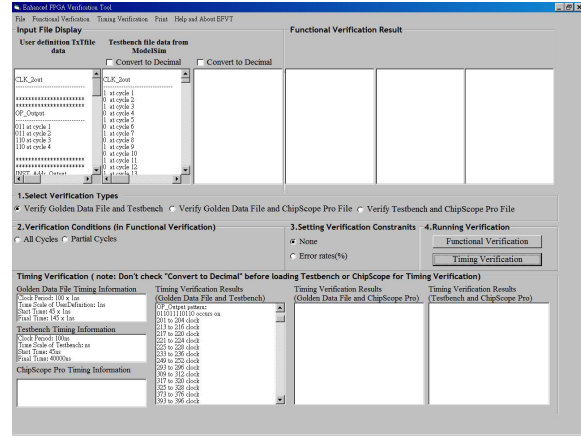 Enhanced FPGA Verification Tool
File Functional Verification Timing Verification Print Help and About EFVT
Input File Display
User definition TxTfile data
Testbench file data from ModelSim
Convert to Decimal
Convert to Decimal
CLK_2out
--------------------------
************************
************************
OP_Output
--------------------------
011 at cycle 1
011 at cycle 2
110 at cycle 3
110 at cycle 4
************************
************************
INST_Addr_Output
CLK_2out
--------------------------
1 at cycle 1
0 at cycle 2
1 at cycle 3
0 at cycle 4
1 at cycle 5
0 at cycle 6
1 at cycle 7
0 at cycle 8
1 at cycle 9
0 at cycle 10
1 at cycle 11
0 at cycle 12
1 at cycle 13
Functional Verification Result
1.Select Verification Types
Verify Golden Data File and Testbench
Verify Golden Data File and ChipScope Pro File
Verify Testbench and ChipScope Pro File
2.Verification Conditions (in Functional Verification)
All Cycles
Partial Cycles
3.Setting Verification Constraints
None
Error rates(%)
4.Running Verification
Functional Verification
Timing Verification
Timing Verification ( note: Don't check "Convert to Decimal" before loading Testbench or ChipScope for Timing Verification)
Golden Data File Timing Information
Clock Period: 100 x 1ns
Time Scale of UserDefinition: 1ns
Start Time: 45 x 1ns
Final Time: 145 x 1ns
Testbench Timing Information
Clock Period: 100ns
Time Scale of Testbench: ns
Start Time: 45ns
Final Time: 40000ns
ChipScope Pro Timing Information
Timing Verification Results
(Golden Data File and Testbench)
OP_Output pattern:
011011110110 occurs on
201 to 204 clock
213 to 216 clock
217 to 220 clock
221 to 224 clock
225 to 228 clock
233 to 236 clock
249 to 252 clock
293 to 296 clock
309 to 312 clock
317 to 320 clock
325 to 328 clock
373 to 376 clock
393 to 396 clock
Timing Verification Results
(Golden Data File and ChipScope Pro)
Timing Verification Results
(Testbench and ChipScope Pro)